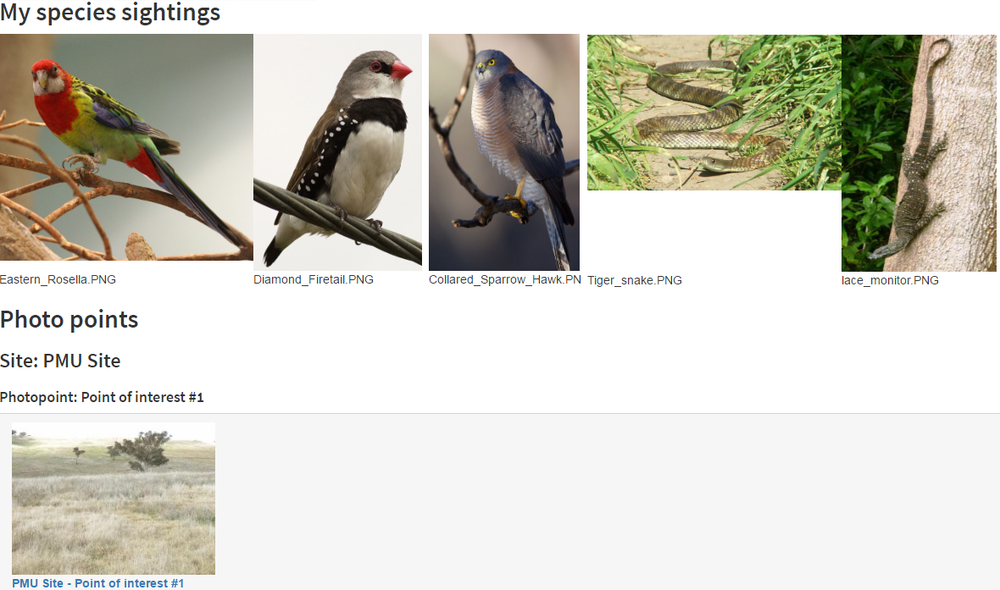 My species sightings
Eastern_Rosella.PNG
Diamond_Firetail.PNG
Collared_Sparrow_Hawk.PN
Tiger_snake.PNG
lace_monitor.PNG
Photo points
Site: PMU Site
Photopoint: Point of interest #1
PMU Site - Point of interest #1